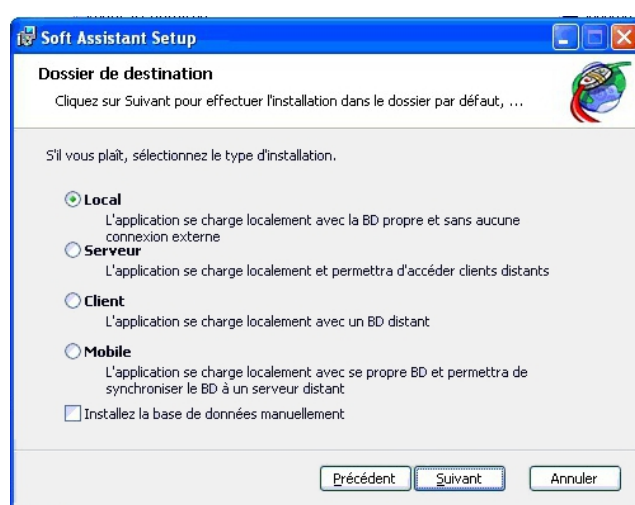 Soft Assistant Setup
Dossier de destination
Cliquez sur Suivant pour effectuer l'installation dans le dossier par défaut, ...
S'il vous plaît, sélectionnez le type d'installation.
Local
L'application se charge localement avec la BD propre et sans aucune
connexion externe
Serveur
L'application se charge localement et permettra d'accéder clients distants
Client
L'application se charge localement avec un BD distant
Mobile
L'application se charge localement avec se propre BD et permettra de
synchroniser le BD à un serveur distant
Installez la base de données manuellement
Précédent Suivant Annuler